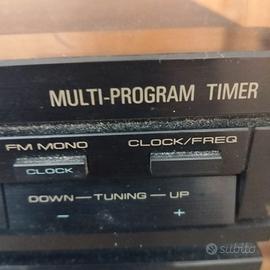 MULTI-PROGRAM TIMER
FM MONO CLOCK/FREQ
CLOCK
DOWN–TUNING–UP
– +
subito